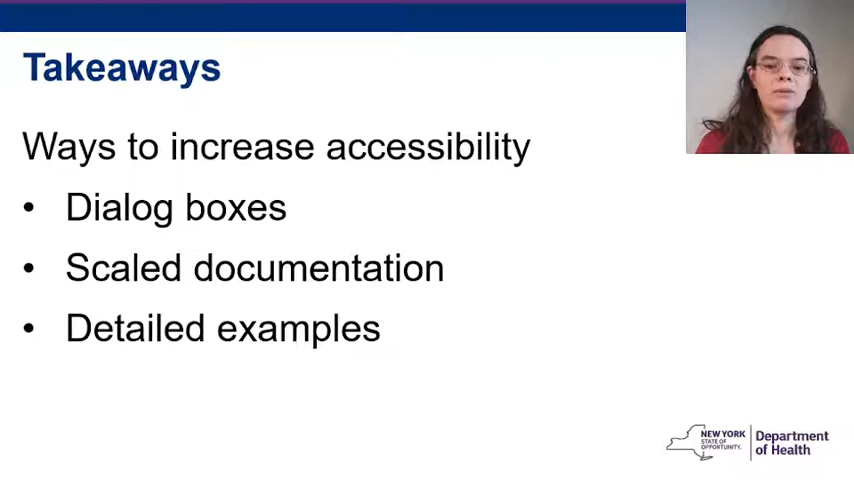 Takeaways
Ways to increase accessibility
• Dialog boxes
• Scaled documentation
• Detailed examples
NEW YORK
STATE OF
OPPORTUNITY.
Department
of Health